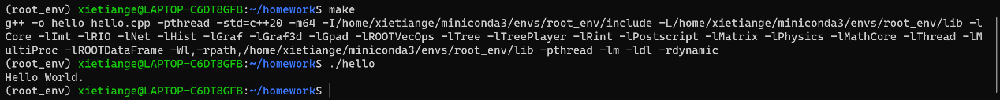 (root_env) xietiange@LAPTOP-C6DT8GFB:~/homework$ make
g++ -o hello hello.cpp -pthread -std=c++20 -m64 -I/home/xietiange/miniconda3/envs/root_env/include -L/home/xietiange/miniconda3/envs/root_env/lib -l
Core -lImt -lRIO -lNet -lHist -lGraf -lGraf3d -lGpad -lROOTVecOps -lTree -lTreePlayer -lRint -lPostscript -lMatrix -lPhysics -lMathCore -lThread -lM
ultiProc -lROOTDataFrame -Wl,-rpath,/home/xietiange/miniconda3/envs/root_env/lib -pthread -lm -ldl -rdynamic
(root_env) xietiange@LAPTOP-C6DT8GFB:~/homework$ ./hello
Hello World.
(root_env) xietiange@LAPTOP-C6DT8GFB:~/homework$